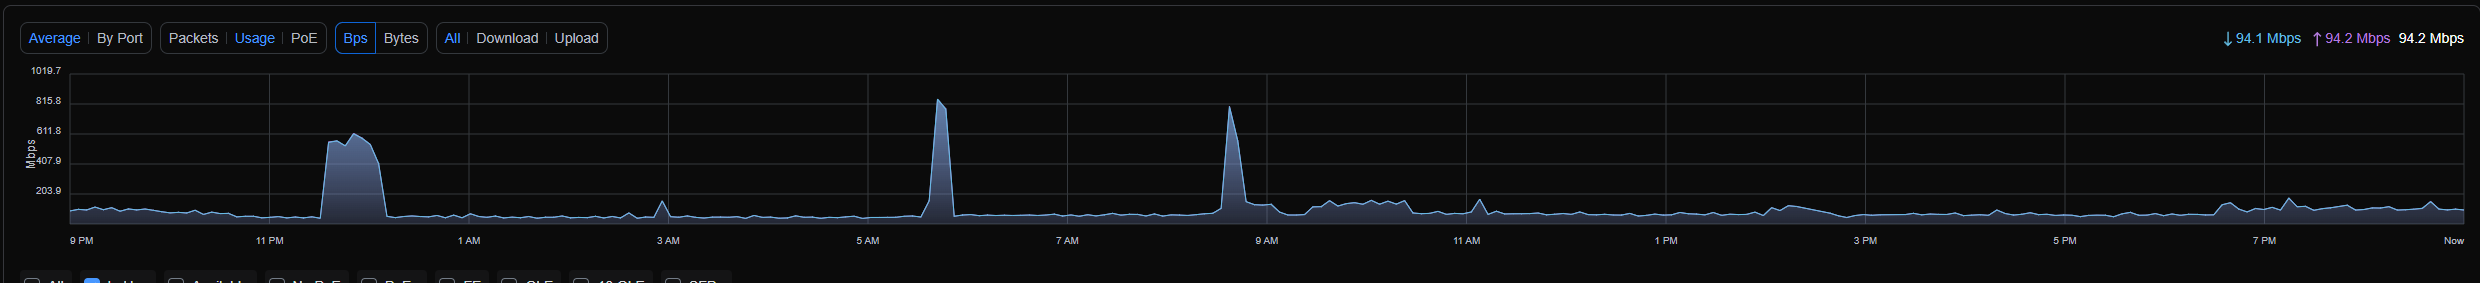 Average By Port Packets Usage PoE Bps Bytes All Download Upload ↓ 94.1 Mbps ↑ 94.2 Mbps 94.2 Mbps
1019.7
815.8
611.8
407.9
203.9
Mbps
9 PM 11 PM 1 AM 3 AM 5 AM 7 AM 9 AM 11 AM 1 PM 3 PM 5 PM 7 PM Now